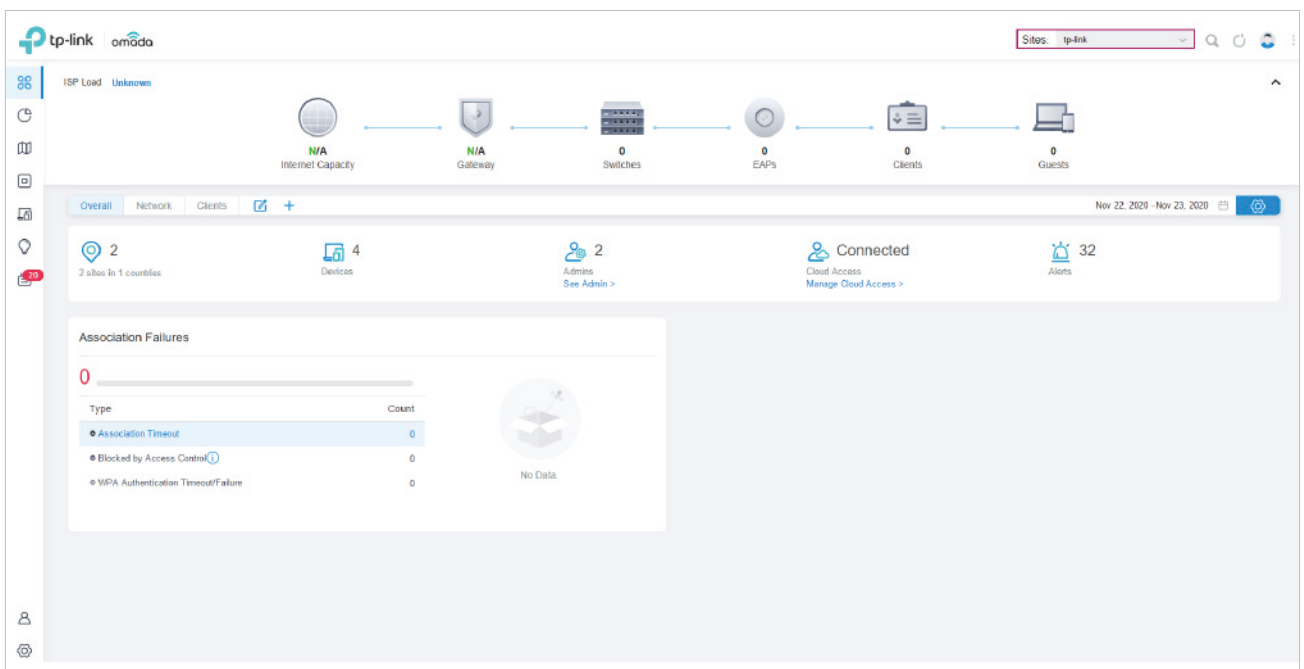 tp-link omada
Sites: tp-link
ISP Load Unknown
N/A
Internet Capacity
N/A
Gateway
0
Switches
0
EAPs
0
Clients
0
Guests
Overall Network Clients
Nov 22, 2020 - Nov 23, 2020
2
2 sites in 1 countries
4
Devices
2
Admins
See Admin >
Connected
Cloud Access
Manage Cloud Access >
32
Alerts
20
Association Failures
0
Type Count
Association Timeout 0
Blocked by Access Control 0
WPA Authentication Timeout/Failure 0
No Data.